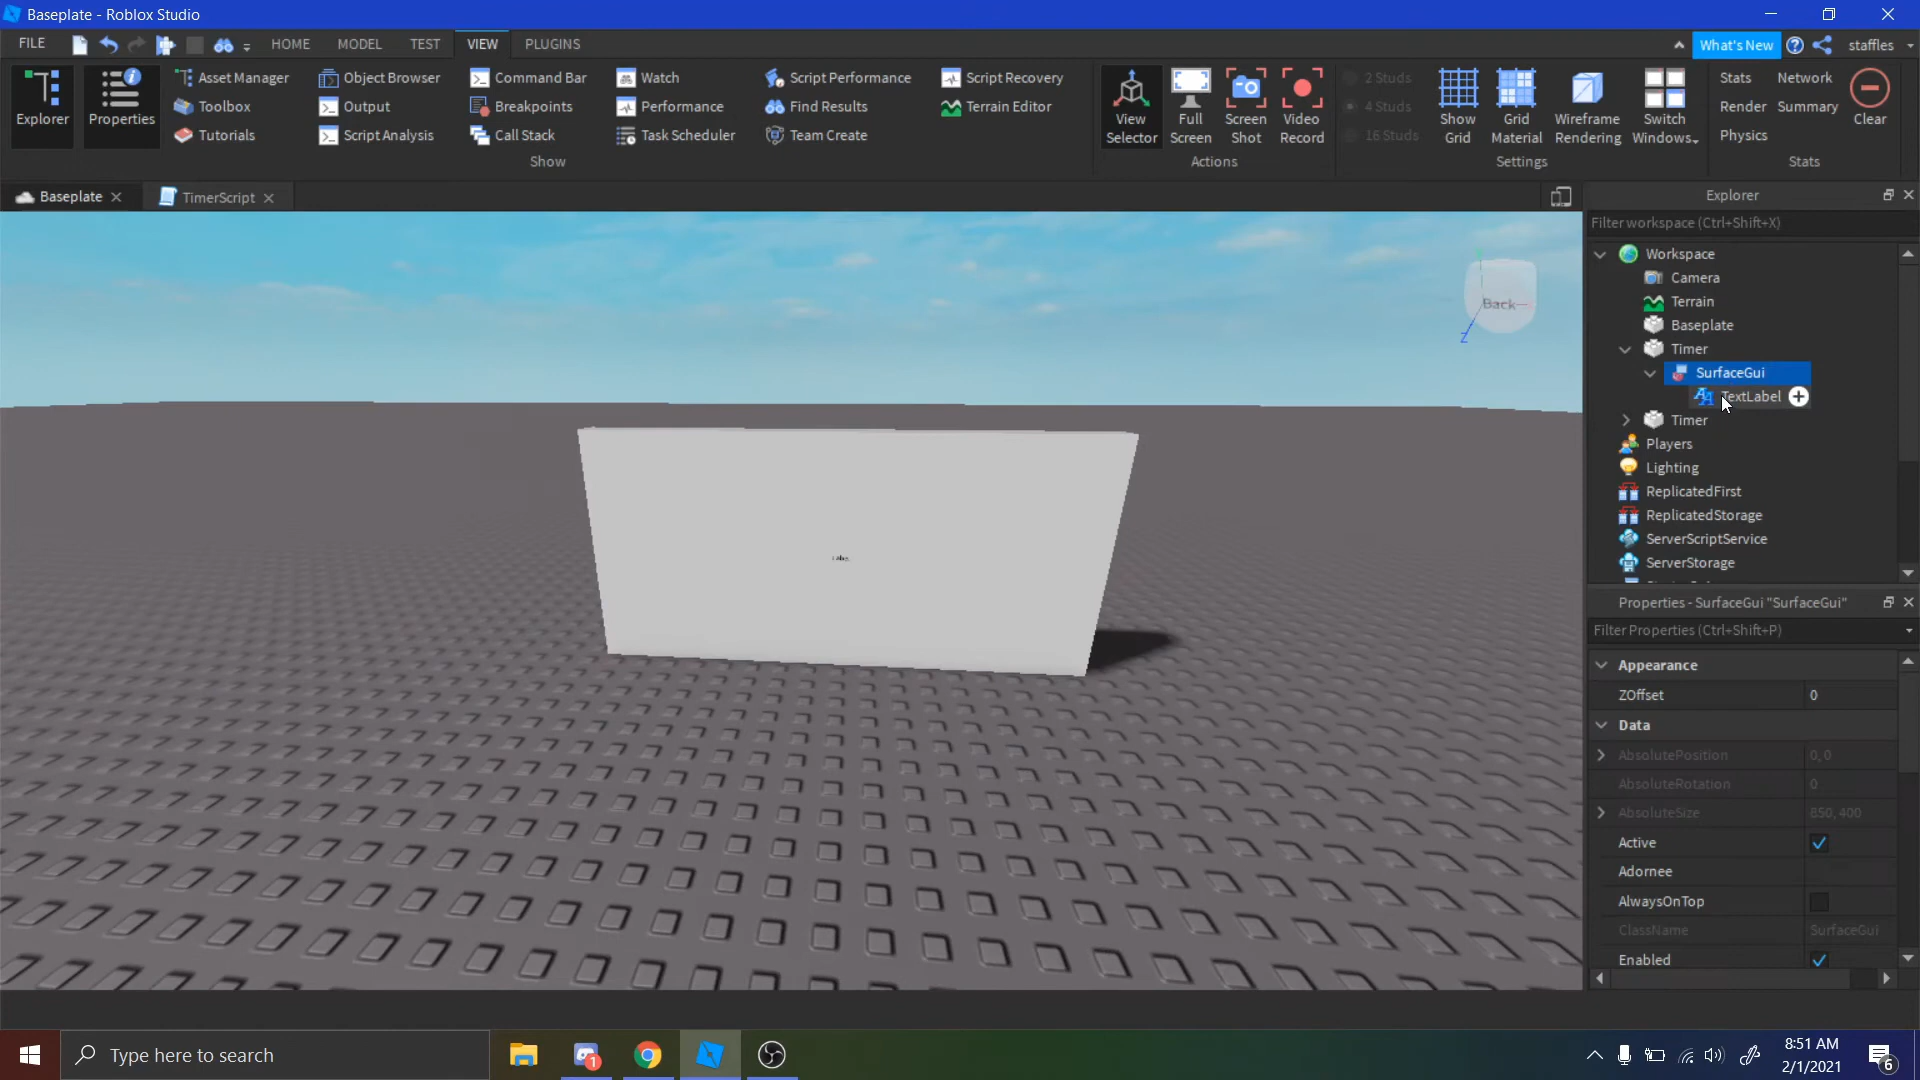 Baseplate - Roblox Studio
FILE HOME MODEL TEST VIEW PLUGINS What's New staffles
Explorer
Properties
Asset Manager
Toolbox
Tutorials
Object Browser
Output
Script Analysis
Command Bar
Breakpoints
Call Stack
Watch
Performance
Task Scheduler
Script Performance
Find Results
Team Create
Script Recovery
Terrain Editor
Show
View
Selector
Full
Screen
Screen
Shot
Video
Record
Actions
2 Studs
4 Studs
16 Studs
Show
Grid
Grid
Material
Wireframe
Rendering
Switch
Windows
Settings
Stats Network
Render Summary
Physics
Clear
Stats
Baseplate
TimerScript
Back
Z
Label
Explorer
Filter workspace (Ctrl+Shift+X)
Workspace
Camera
Terrain
Baseplate
Timer
SurfaceGui
TextLabel
Timer
Players
Lighting
ReplicatedFirst
ReplicatedStorage
ServerScriptService
ServerStorage
Properties - SurfaceGui "SurfaceGui"
Filter Properties (Ctrl+Shift+P)
Appearance
ZOffset 0
Data
AbsolutePosition 0, 0
AbsoluteRotation 0
AbsoluteSize 850, 400
Active
Adornee
AlwaysOnTop
ClassName SurfaceGui
Enabled
Type here to search
1
8:51 AM
2/1/2021
6